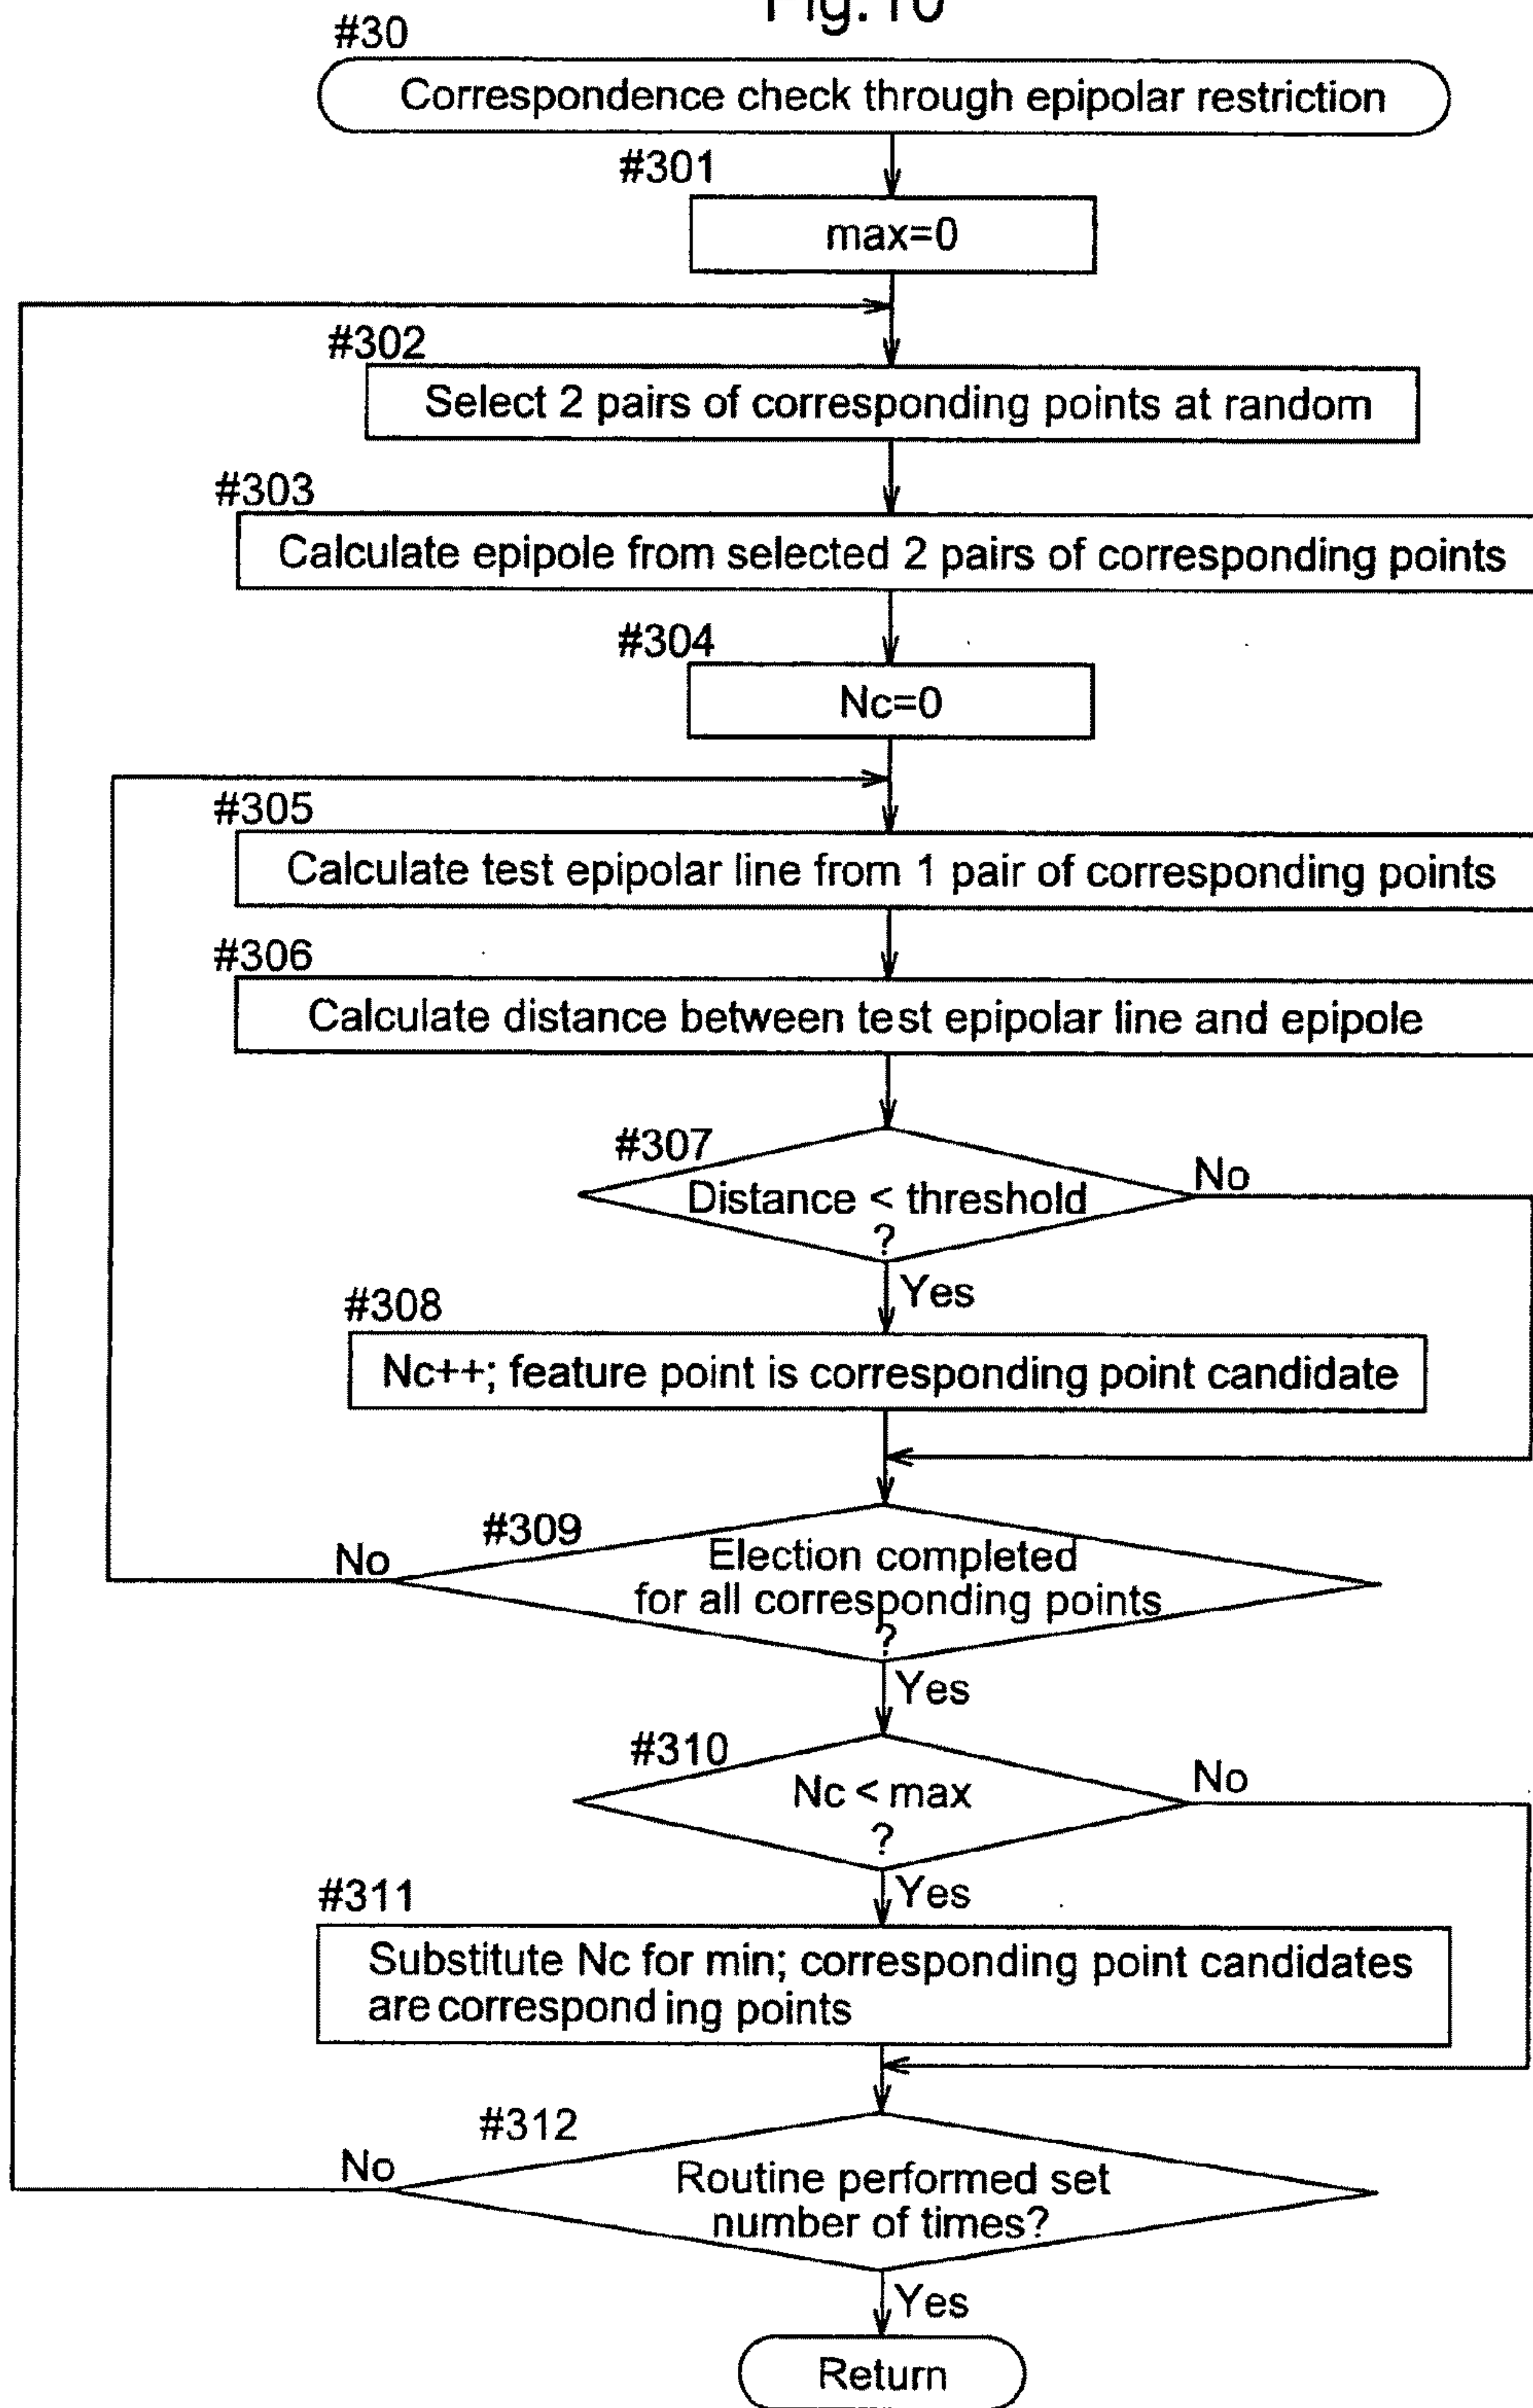 Fig.10
#30
Correspondence check through epipolar restriction
#301
max=0
#302
Select 2 pairs of corresponding points at random
#303
Calculate epipole from selected 2 pairs of corresponding points
#304
Nc=0
#305
Calculate test epipolar line from 1 pair of corresponding points
#306
Calculate distance between test epipolar line and epipole
#307
Distance < threshold
?
No
Yes
#308
Nc++; feature point is corresponding point candidate
#309
No
Election completed
for all corresponding points
?
Yes
#310
Nc < max
?
No
Yes
#311
Substitute Nc for min; corresponding point candidates
are corresponding points
#312
No
Routine performed set
number of times?
Yes
Return